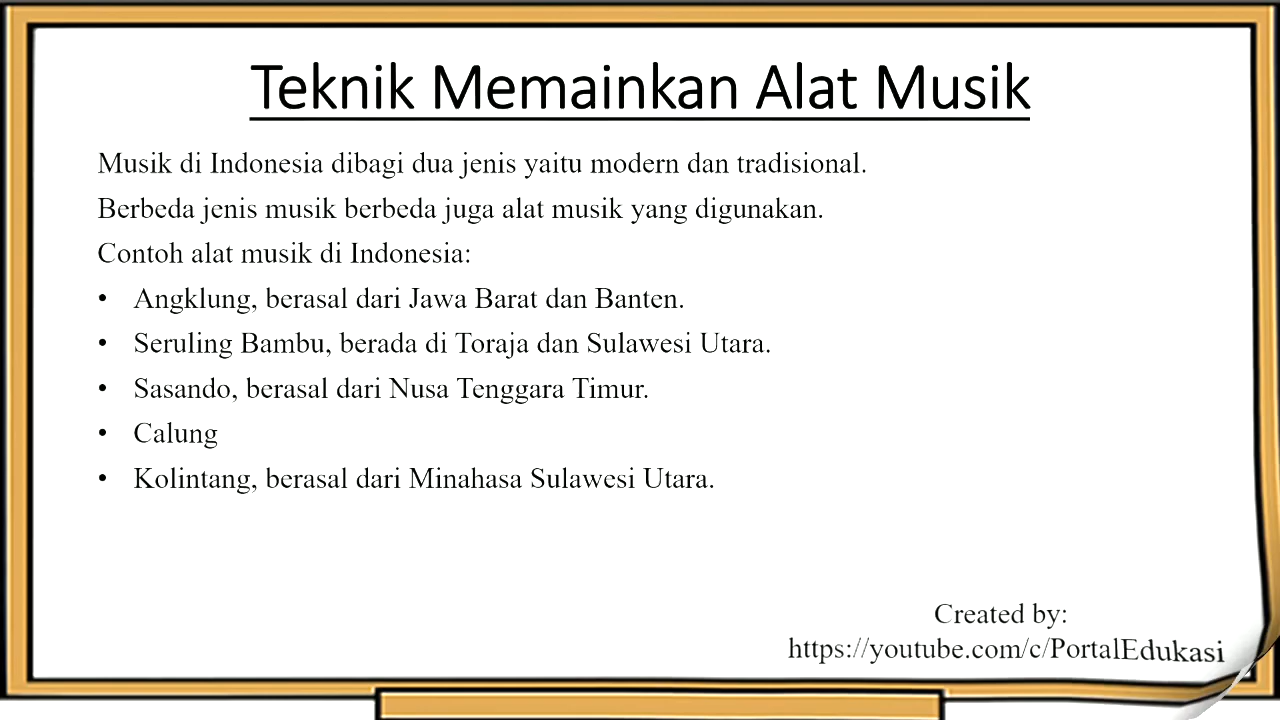 Teknik Memainkan Alat Musik
Musik di Indonesia dibagi dua jenis yaitu modern dan tradisional.
Berbeda jenis musik berbeda juga alat musik yang digunakan.
Contoh alat musik di Indonesia:
• Angklung, berasal dari Jawa Barat dan Banten.
• Seruling Bambu, berada di Toraja dan Sulawesi Utara.
• Sasando, berasal dari Nusa Tenggara Timur.
• Calung
• Kolintang, berasal dari Minahasa Sulawesi Utara.
Created by:
https://youtube.com/c/PortalEdukasi